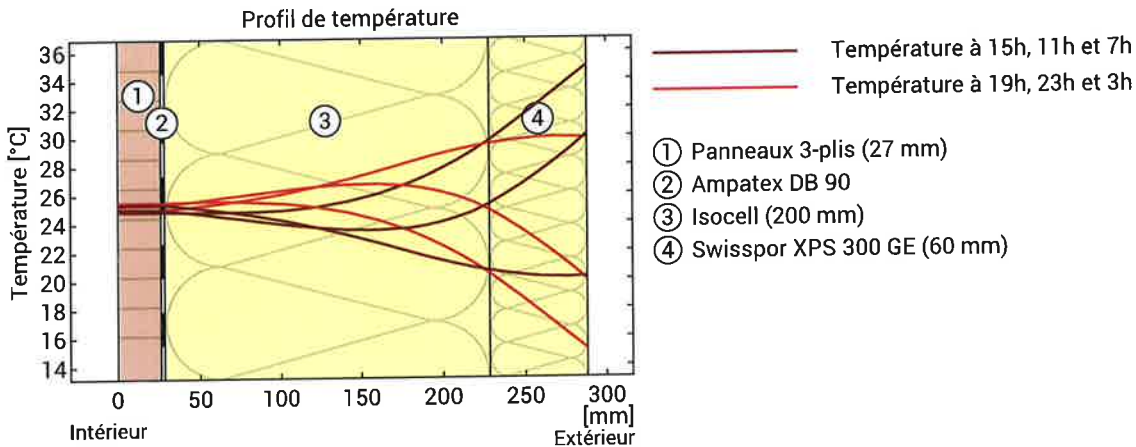 Profil de température
Température [°C]
36
34
32
30
28
26
24
22
20
18
16
14
1
2
3
4
0
50
100
150
200
250
300
[mm]
Intérieur
Extérieur
Température à 15h, 11h et 7h
Température à 19h, 23h et 3h
1 Panneaux 3-plis (27 mm)
2 Ampatex DB 90
3 Isocell (200 mm)
4 Swisspor XPS 300 GE (60 mm)